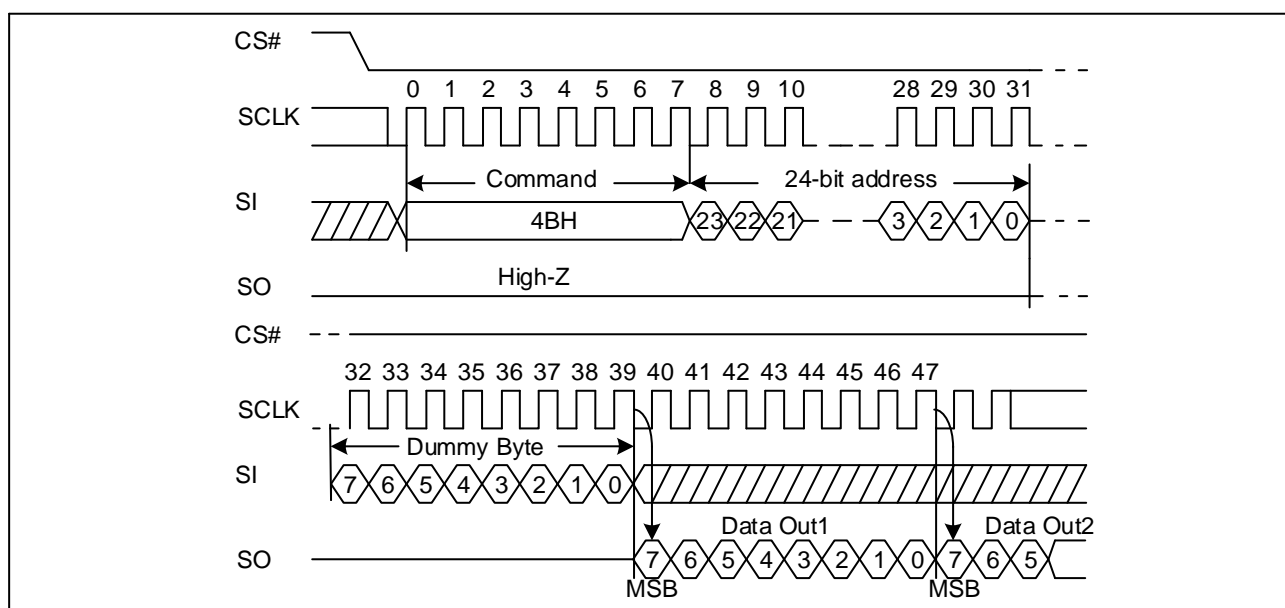 CS#
0 1 2 3 4 5 6 7 8 9 10 28 29 30 31
SCLK
Command 24-bit address
SI
4BH 23 22 21 3 2 1 0
High-Z
SO
CS#
32 33 34 35 36 37 38 39 40 41 42 43 44 45 46 47
SCLK
Dummy Byte
SI
7 6 5 4 3 2 1 0
Data Out1 Data Out2
SO
7 6 5 4 3 2 1 0 7 6 5
MSB MSB